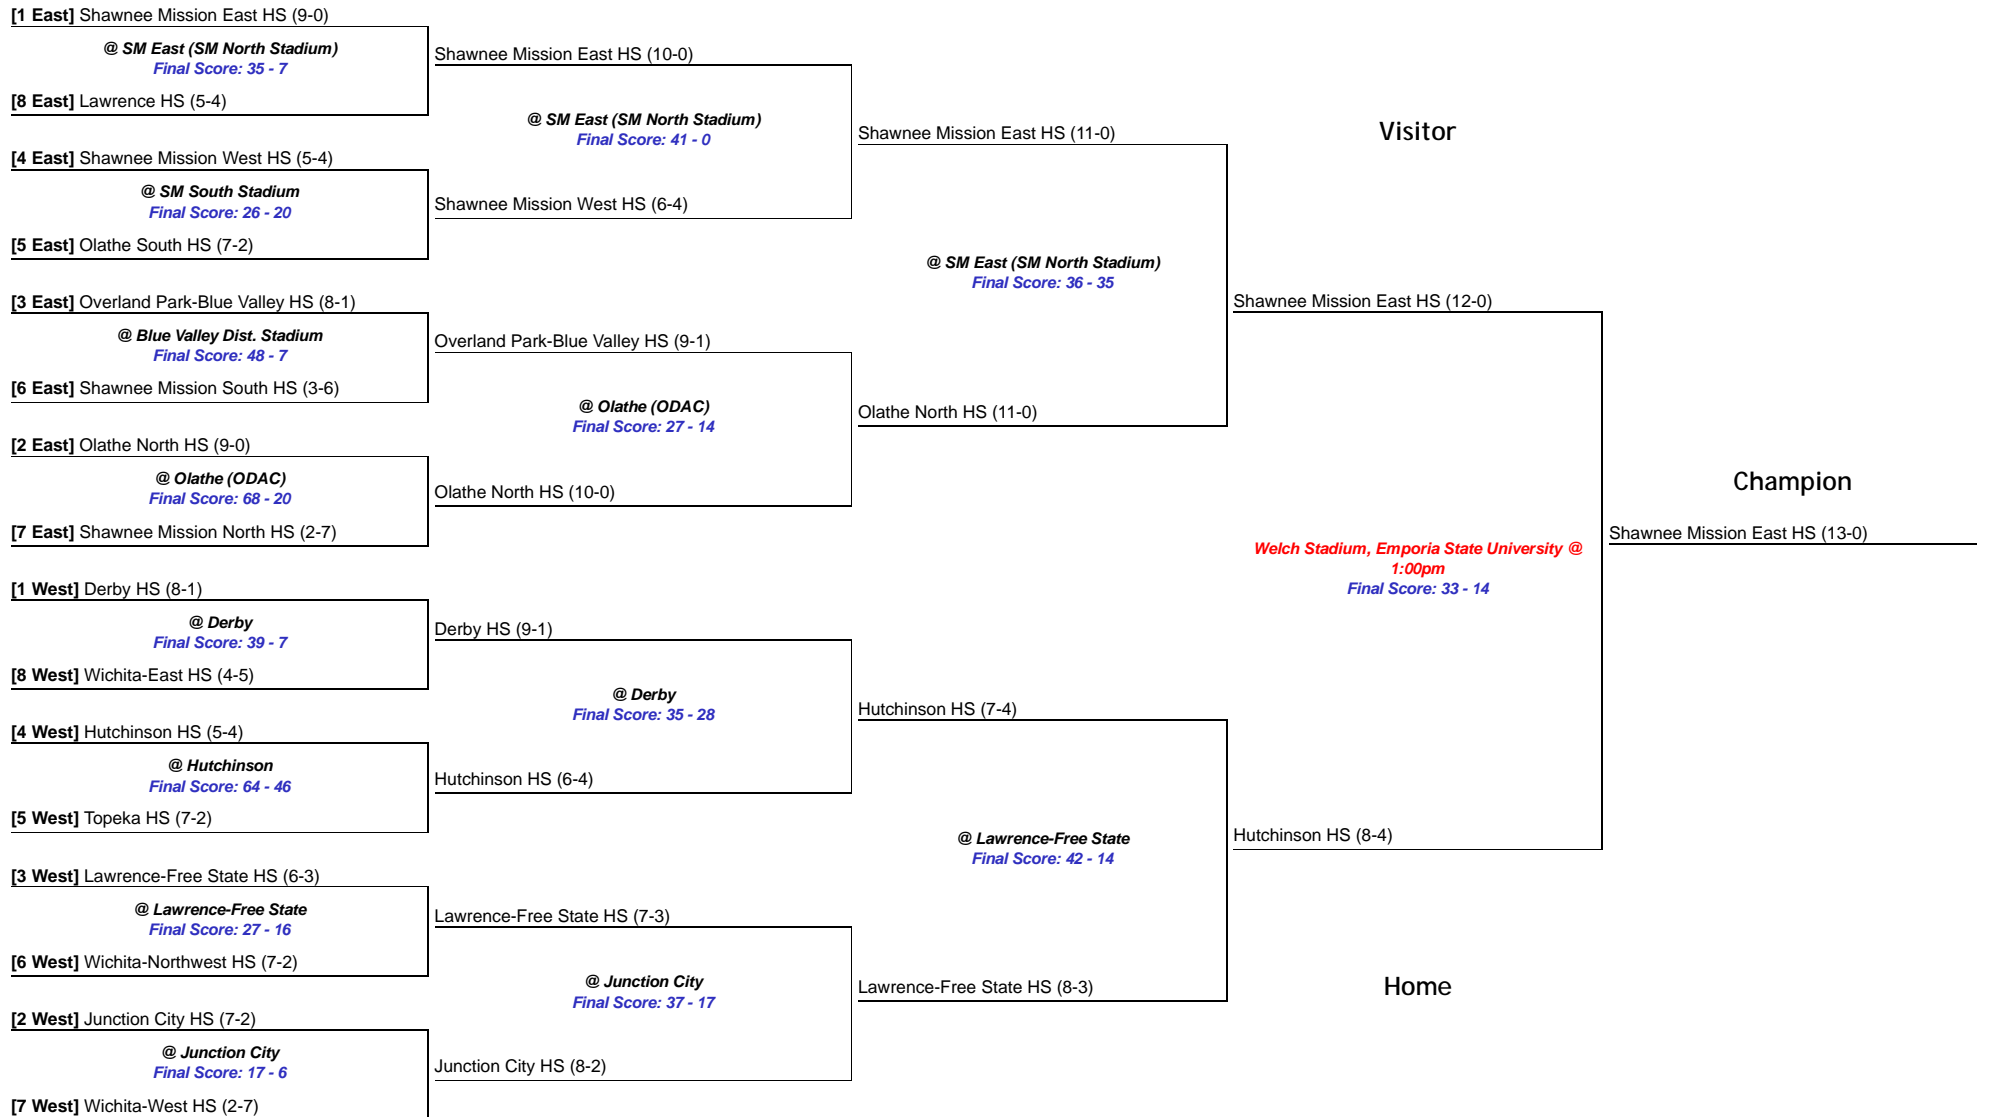 [1 East] Shawnee Mission East HS (9-0)
@ SM East (SM North Stadium)
Final Score: 35 - 7
[8 East] Lawrence HS (5-4)
[4 East] Shawnee Mission West HS (5-4)
@ SM South Stadium
Final Score: 26 - 20
[5 East] Olathe South HS (7-2)
[3 East] Overland Park-Blue Valley HS (8-1)
@ Blue Valley Dist. Stadium
Final Score: 48 - 7
[6 East] Shawnee Mission South HS (3-6)
[2 East] Olathe North HS (9-0)
@ Olathe (ODAC)
Final Score: 68 - 20
[7 East] Shawnee Mission North HS (2-7)
[1 West] Derby HS (8-1)
@ Derby
Final Score: 39 - 7
[8 West] Wichita-East HS (4-5)
[4 West] Hutchinson HS (5-4)
@ Hutchinson
Final Score: 64 - 46
[5 West] Topeka HS (7-2)
[3 West] Lawrence-Free State HS (6-3)
@ Lawrence-Free State
Final Score: 27 - 16
[6 West] Wichita-Northwest HS (7-2)
[2 West] Junction City HS (7-2)
@ Junction City
Final Score: 17 - 6
[7 West] Wichita-West HS (2-7)
Shawnee Mission East HS (10-0)
@ SM East (SM North Stadium)
Final Score: 41 - 0
Shawnee Mission West HS (6-4)
Overland Park-Blue Valley HS (9-1)
@ Olathe (ODAC)
Final Score: 27 - 14
Olathe North HS (10-0)
Derby HS (9-1)
@ Derby
Final Score: 35 - 28
Hutchinson HS (6-4)
Lawrence-Free State HS (7-3)
@ Junction City
Final Score: 37 - 17
Junction City HS (8-2)
Shawnee Mission East HS (11-0)
@ SM East (SM North Stadium)
Final Score: 36 - 35
Olathe North HS (11-0)
Hutchinson HS (7-4)
@ Lawrence-Free State
Final Score: 42 - 14
Lawrence-Free State HS (8-3)
Visitor
Shawnee Mission East HS (12-0)
Welch Stadium, Emporia State University @
1:00pm
Final Score: 33 - 14
Hutchinson HS (8-4)
Home
Champion
Shawnee Mission East HS (13-0)